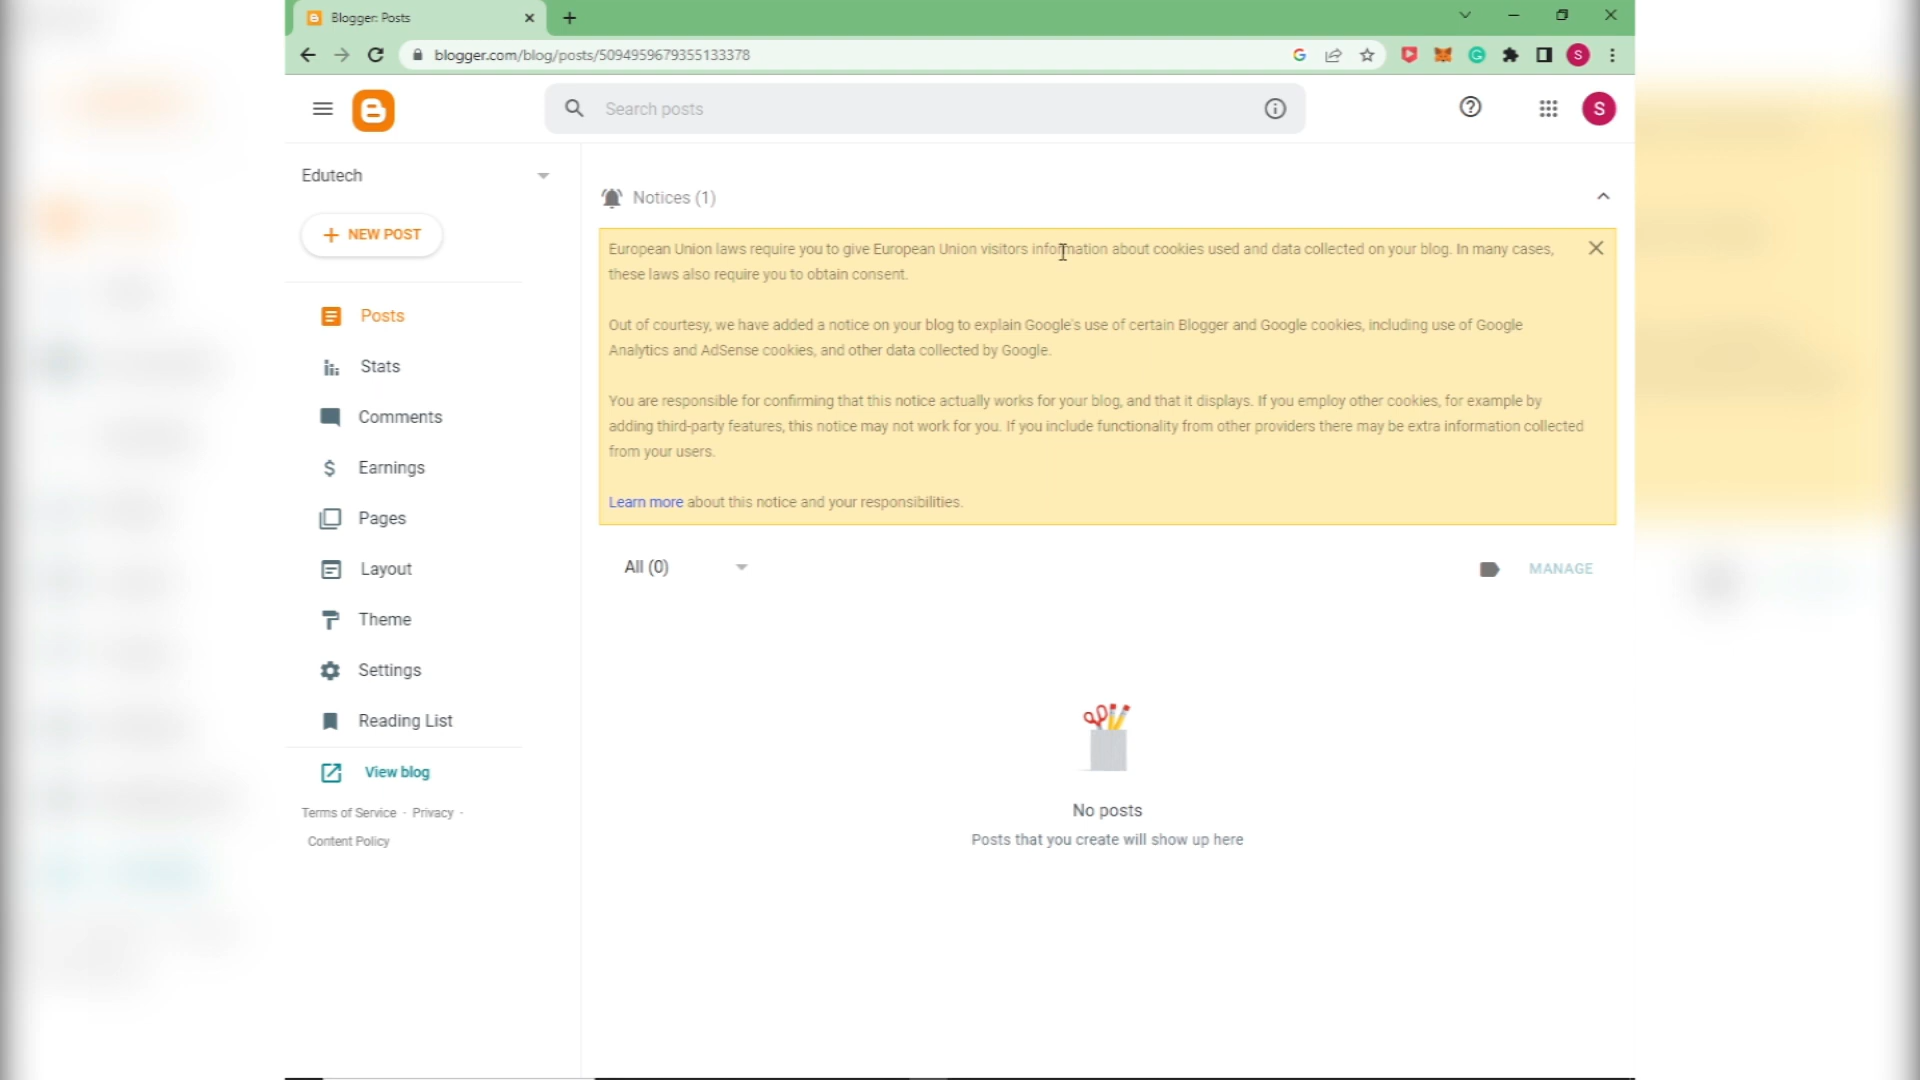 Blogger: Posts
blogger.com/blog/posts/5094959679355133378
S
Search posts
S
Edutech
NEW POST
Posts
Stats
Comments
Earnings
Pages
Layout
Theme
Settings
Reading List
View blog
Terms of Service · Privacy ·
Content Policy
Notices (1)
European Union laws require you to give European Union visitors information about cookies used and data collected on your blog. In many cases,
these laws also require you to obtain consent.
Out of courtesy, we have added a notice on your blog to explain Google's use of certain Blogger and Google cookies, including use of Google
Analytics and AdSense cookies, and other data collected by Google.
You are responsible for confirming that this notice actually works for your blog, and that it displays. If you employ other cookies, for example by
adding third-party features, this notice may not work for you. If you include functionality from other providers there may be extra information collected
from your users.
Learn more about this notice and your responsibilities.
All (0)
MANAGE
No posts
Posts that you create will show up here